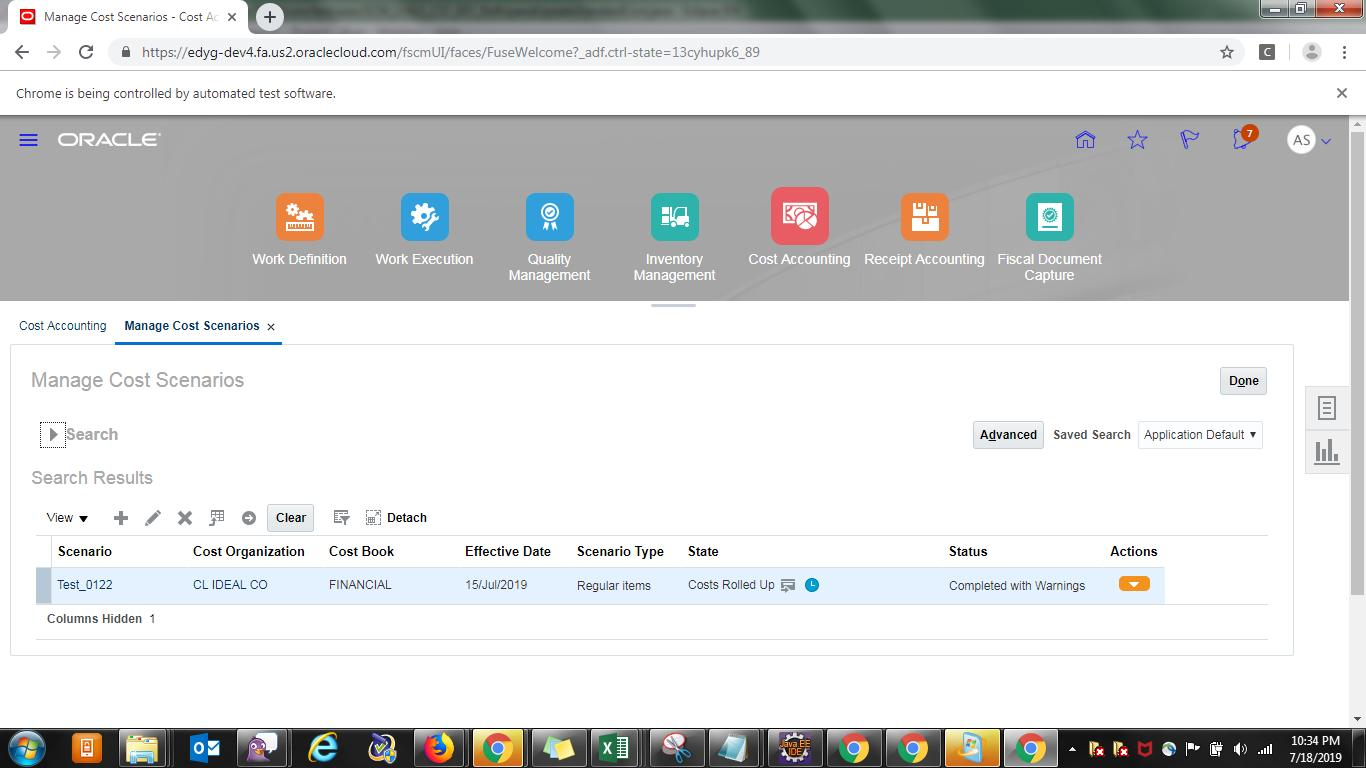 Manage Cost Scenarios - Cost Ac
https://edyg-dev4.fa.us2.oraclecloud.com/fscmUI/faces/FuseWelcome?_adf.ctrl-state=13cyhupk6_89
C
Chrome is being controlled by automated test software.
ORACLE
7
AS
Work Definition
Work Execution
Quality Management
Inventory Management
Cost Accounting
Receipt Accounting
Fiscal Document Capture
Cost Accounting Manage Cost Scenarios
Manage Cost Scenarios
Done
Search
Advanced Saved Search Application Default
Search Results
View Clear Detach
Scenario Cost Organization Cost Book Effective Date Scenario Type State Status Actions
Test_0122 CL IDEAL CO FINANCIAL 15/Jul/2019 Regular items Costs Rolled Up Completed with Warnings
Columns Hidden 1
Java EE IDE
10:34 PM
7/18/2019